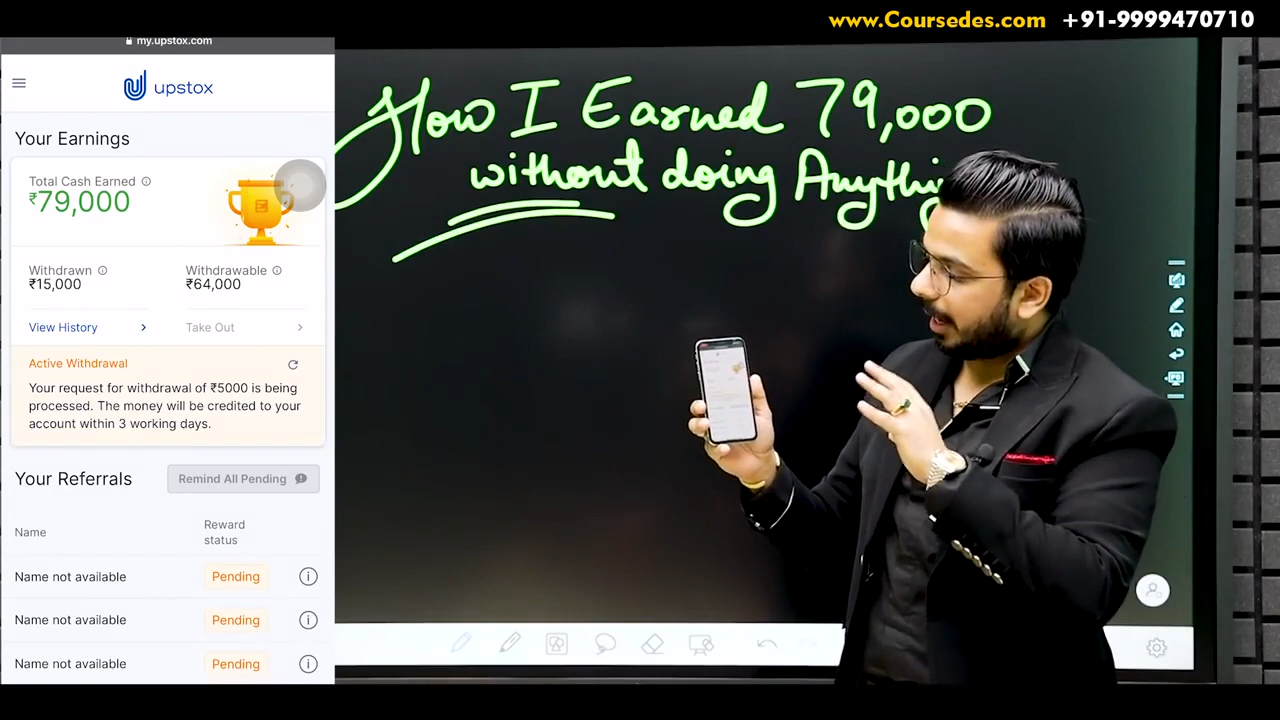 www.Coursedes.com +91-9999470710
my.upstox.com
upstox
Your Earnings
Total Cash Earned
₹79,000
Withdrawn Withdrawable
₹15,000 ₹64,000
View History Take Out
Active Withdrawal
Your request for withdrawal of ₹5000 is being
processed. The money will be credited to your
account within 3 working days.
Your Referrals Remind All Pending
Name Reward
status
Name not available Pending
Name not available Pending
Name not available Pending
How I Earned 79,000
without doing Anythi